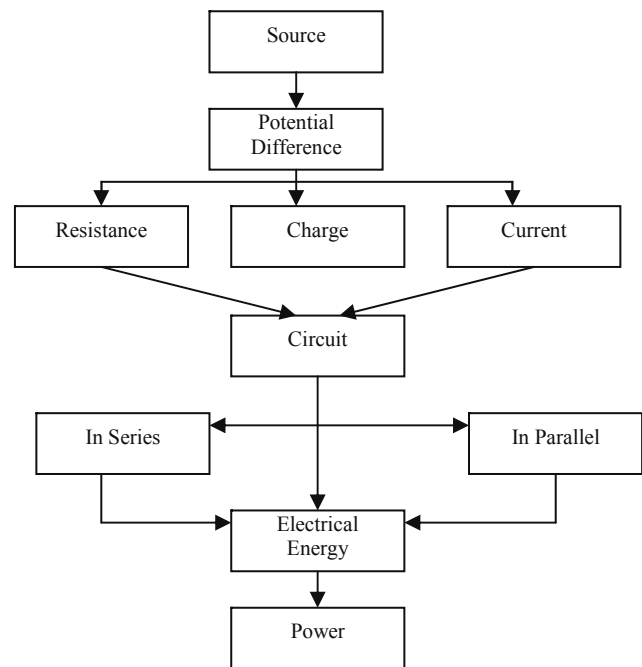 Source
Potential
Difference
Resistance
Charge
Current
Circuit
In Series
In Parallel
Electrical
Energy
Power